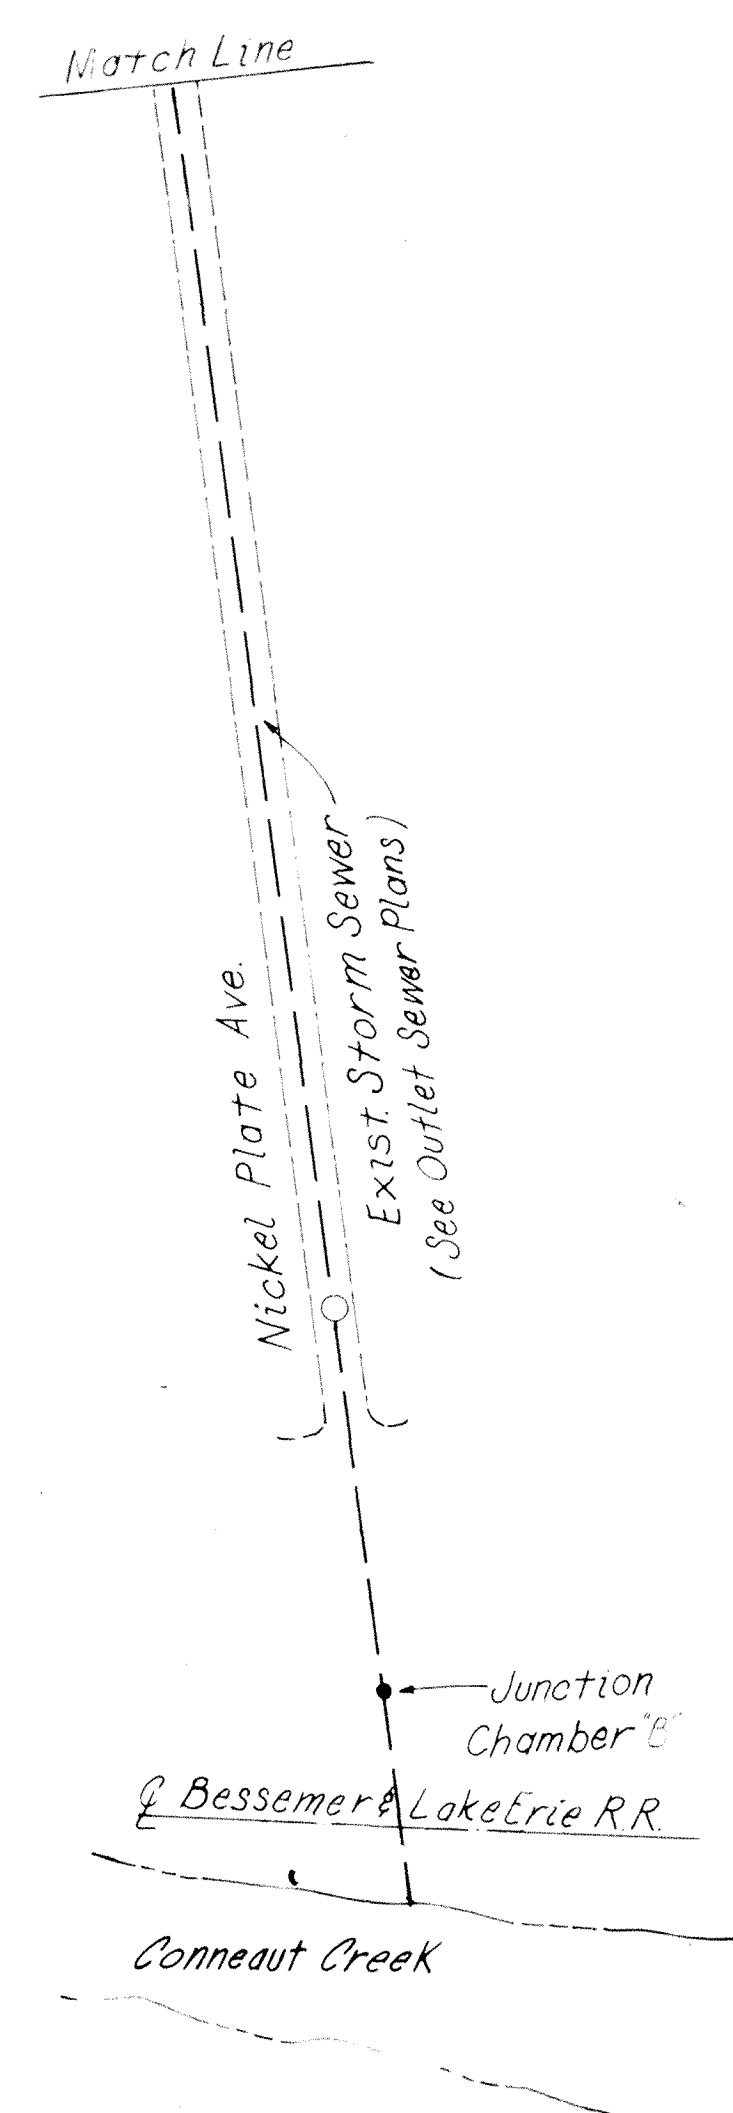 Match Line
Nickel Plate Ave.
Exist. Storm Sewer
(See Outlet Sewer Plans)
Junction
Chamber "B"
℄ Bessemer & Lake Erie R.R.
Conneaut Creek